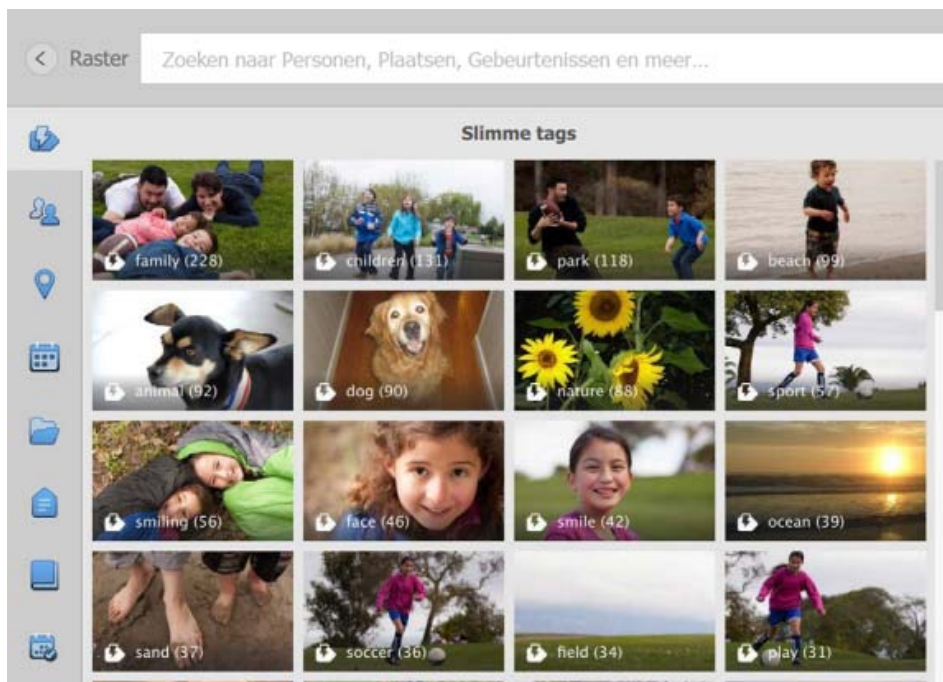 Raster
Zoeken naar Personen, Plaatsen, Gebeurtenissen en meer...
Slimme tags
family (228)
children (131)
park (118)
beach (99)
animal (92)
dog (90)
nature (88)
sport (57)
smiling (56)
face (46)
smile (42)
ocean (39)
sand (37)
soccer (36)
field (34)
play (31)